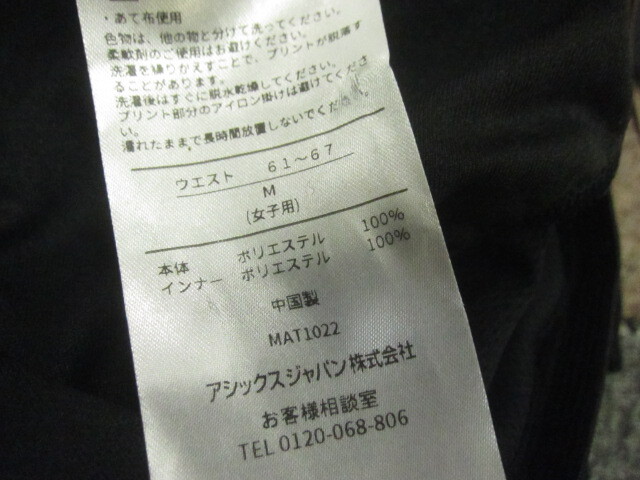 ・あて布使用
色物は、他の物と分けて洗ってください。
柔軟剤のご使用はお避けください。
洗濯を繰りかえすことで、プリントが脱落す
ることがあります。
洗濯後はすぐに脱水乾燥してください。
プリント部分のアイロン掛けは避けてくださ
い。
濡れたままで長時間放置しないでください。
ウエスト 61～67
M
(女子用)
本体 ポリエステル 100%
インナー ポリエステル 100%
中国製
MAT1022
アシックスジャパン株式会社
お客様相談室
TEL 0120-068-806